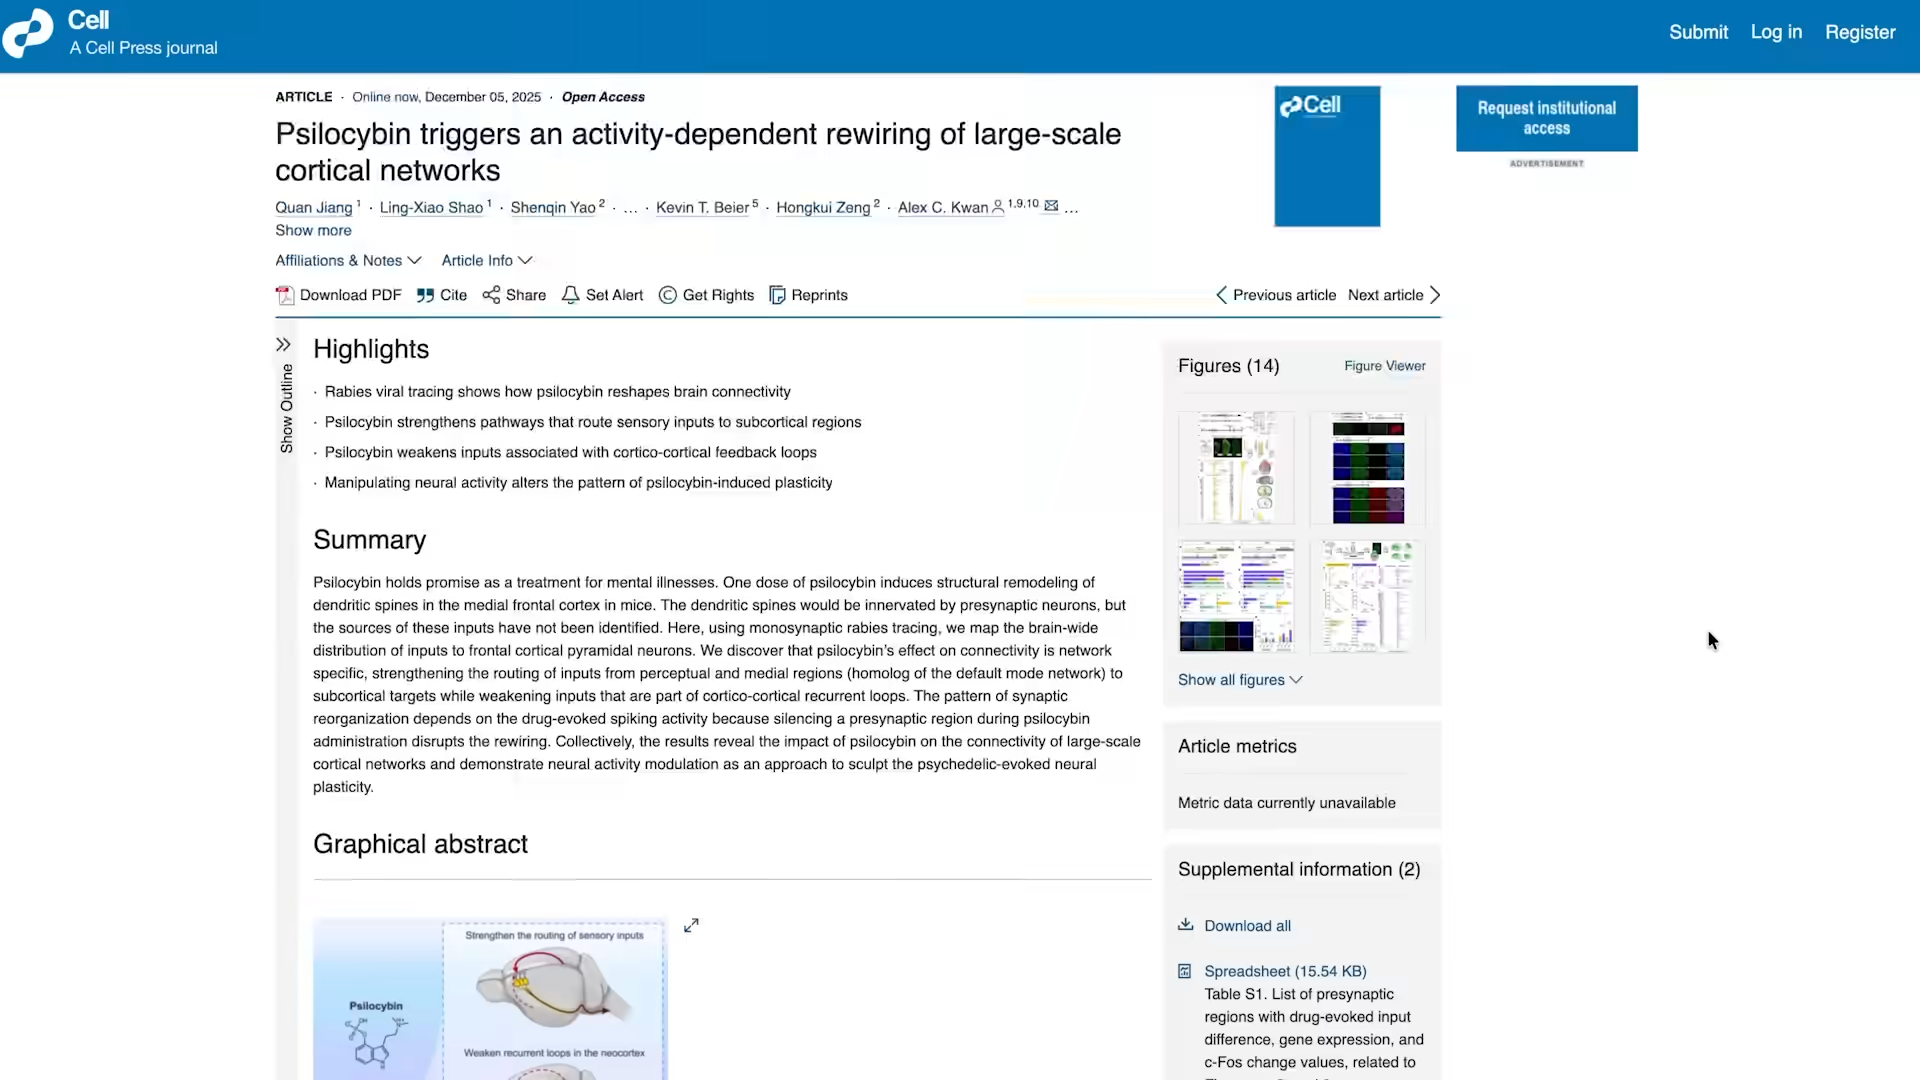 Cell
A Cell Press journal
Submit
Log in
Register
ARTICLE · Online now, December 05, 2025 · Open Access
Psilocybin triggers an activity-dependent rewiring of large-scale
cortical networks
Quan Jiang 1 · Ling-Xiao Shao 1 · Shenqin Yao 2 · ... · Kevin T. Beier 5 · Hongkui Zeng 2 · Alex C. Kwan 1,9,10 ...
Show more
Affiliations & Notes
Article Info
Download PDF
Cite
Share
Set Alert
Get Rights
Reprints
Previous article
Next article
Cell
Request institutional
access
ADVERTISEMENT
Show Outline
Highlights
· Rabies viral tracing shows how psilocybin reshapes brain connectivity
· Psilocybin strengthens pathways that route sensory inputs to subcortical regions
· Psilocybin weakens inputs associated with cortico-cortical feedback loops
· Manipulating neural activity alters the pattern of psilocybin-induced plasticity
Summary
Psilocybin holds promise as a treatment for mental illnesses. One dose of psilocybin induces structural remodeling of
dendritic spines in the medial frontal cortex in mice. The dendritic spines would be innervated by presynaptic neurons, but
the sources of these inputs have not been identified. Here, using monosynaptic rabies tracing, we map the brain-wide
distribution of inputs to frontal cortical pyramidal neurons. We discover that psilocybin's effect on connectivity is network
specific, strengthening the routing of inputs from perceptual and medial regions (homolog of the default mode network) to
subcortical targets while weakening inputs that are part of cortico-cortical recurrent loops. The pattern of synaptic
reorganization depends on the drug-evoked spiking activity because silencing a presynaptic region during psilocybin
administration disrupts the rewiring. Collectively, the results reveal the impact of psilocybin on the connectivity of large-scale
cortical networks and demonstrate neural activity modulation as an approach to sculpt the psychedelic-evoked neural
plasticity.
Graphical abstract
Strengthen the routing of sensory inputs
Psilocybin
Weaken recurrent loops in the neocortex
Figures (14)
Figure Viewer
Show all figures
Article metrics
Metric data currently unavailable
Supplemental information (2)
Download all
Spreadsheet (15.54 KB)
Table S1. List of presynaptic
regions with drug-evoked input
difference, gene expression, and
c-Fos change values, related to